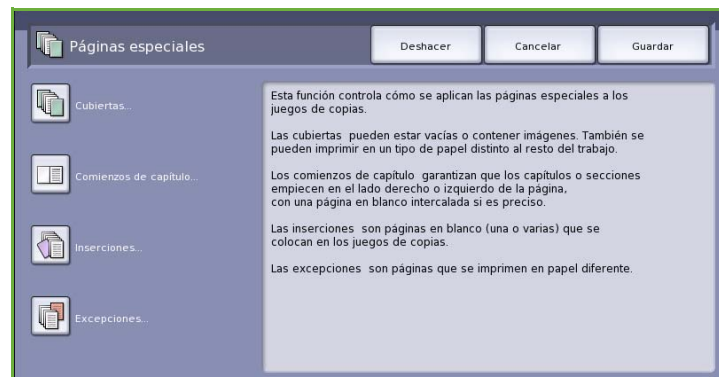 Páginas especiales
Deshacer
Cancelar
Guardar
Cubiertas...
Comienzos de capítulo...
Inserciones...
Excepciones...
Esta función controla cómo se aplican las páginas especiales a los
juegos de copias.
Las cubiertas pueden estar vacías o contener imágenes. También se
pueden imprimir en un tipo de papel distinto al resto del trabajo.
Los comienzos de capítulo garantizan que los capítulos o secciones
empiecen en el lado derecho o izquierdo de la página,
con una página en blanco intercalada si es preciso.
Las inserciones son páginas en blanco (una o varias) que se
colocan en los juegos de copias.
Las excepciones son páginas que se imprimen en papel diferente.